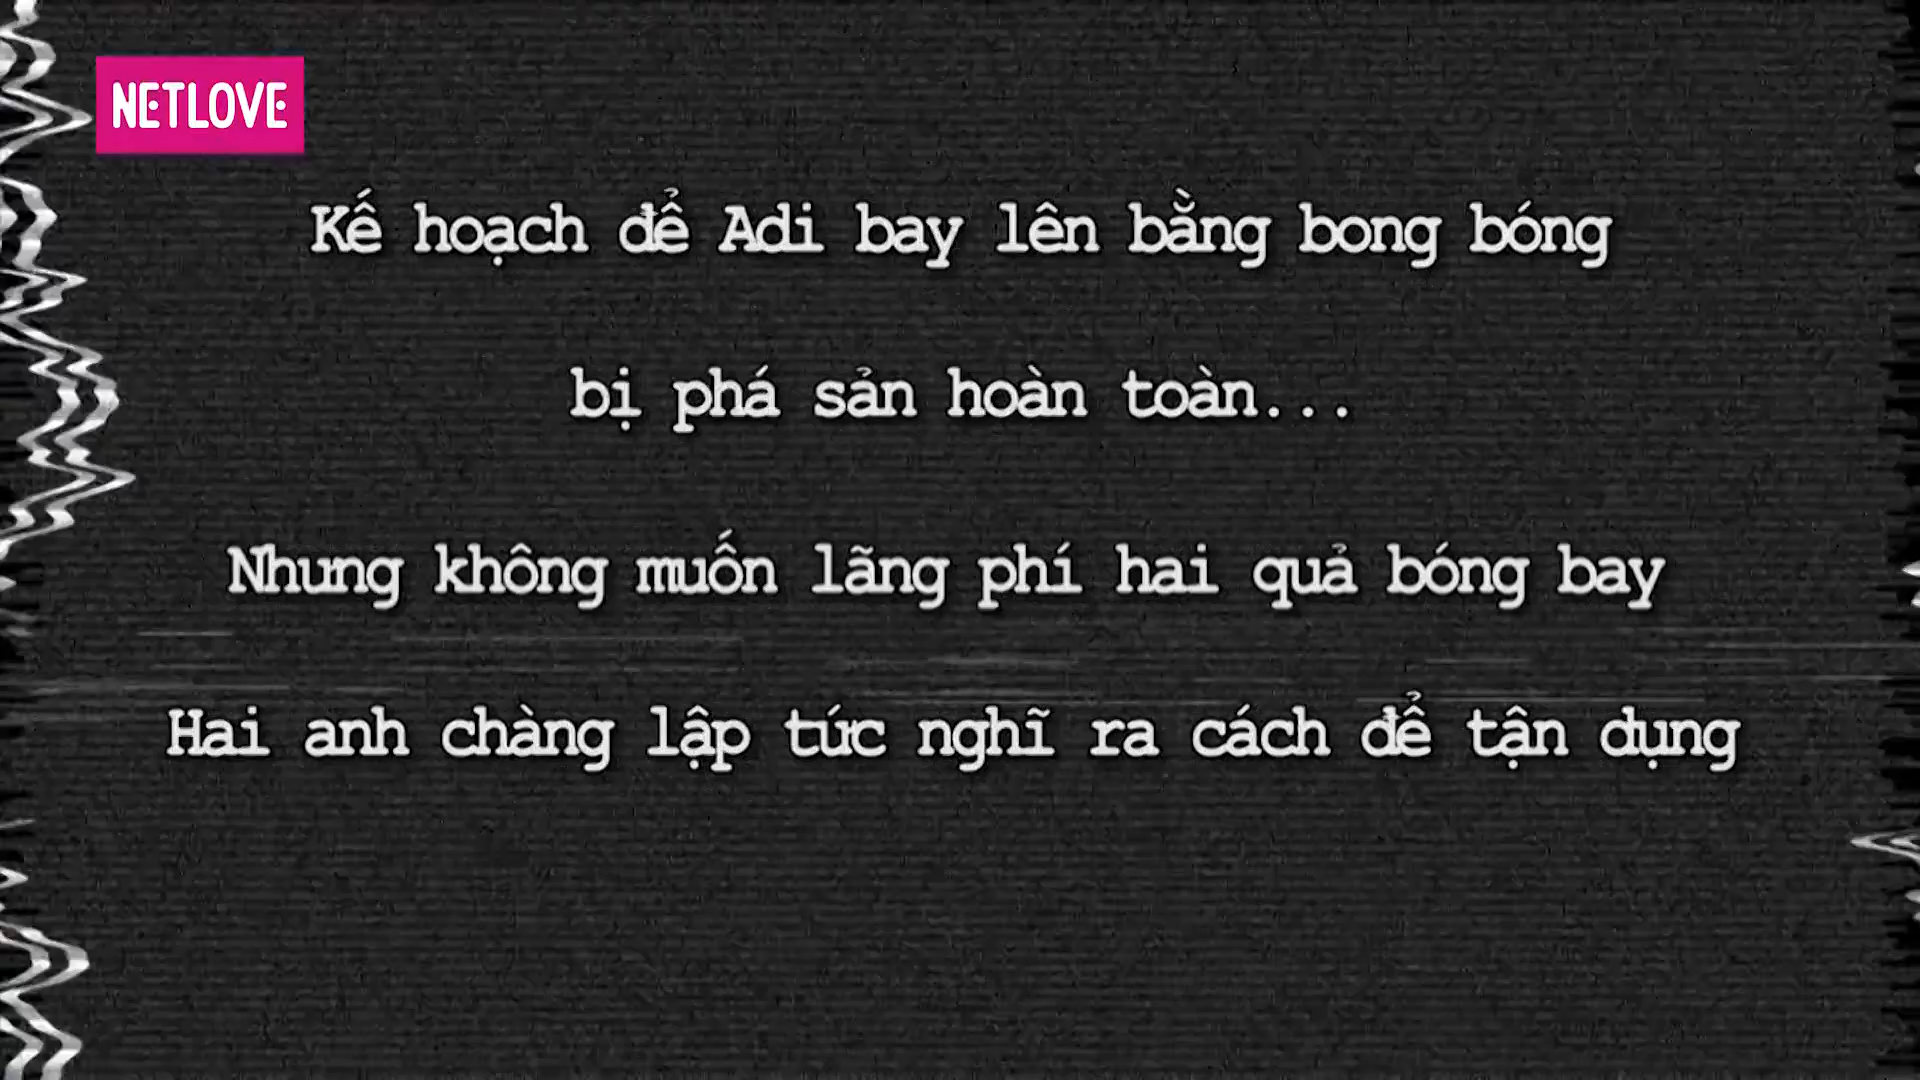 NETLOVE
Kế hoạch để Adi bay lên bằng bong bóng
bị phá sản hoàn toàn...
Nhưng không muốn lãng phí hai quả bóng bay
Hai anh chàng lập tức nghĩ ra cách để tận dụng